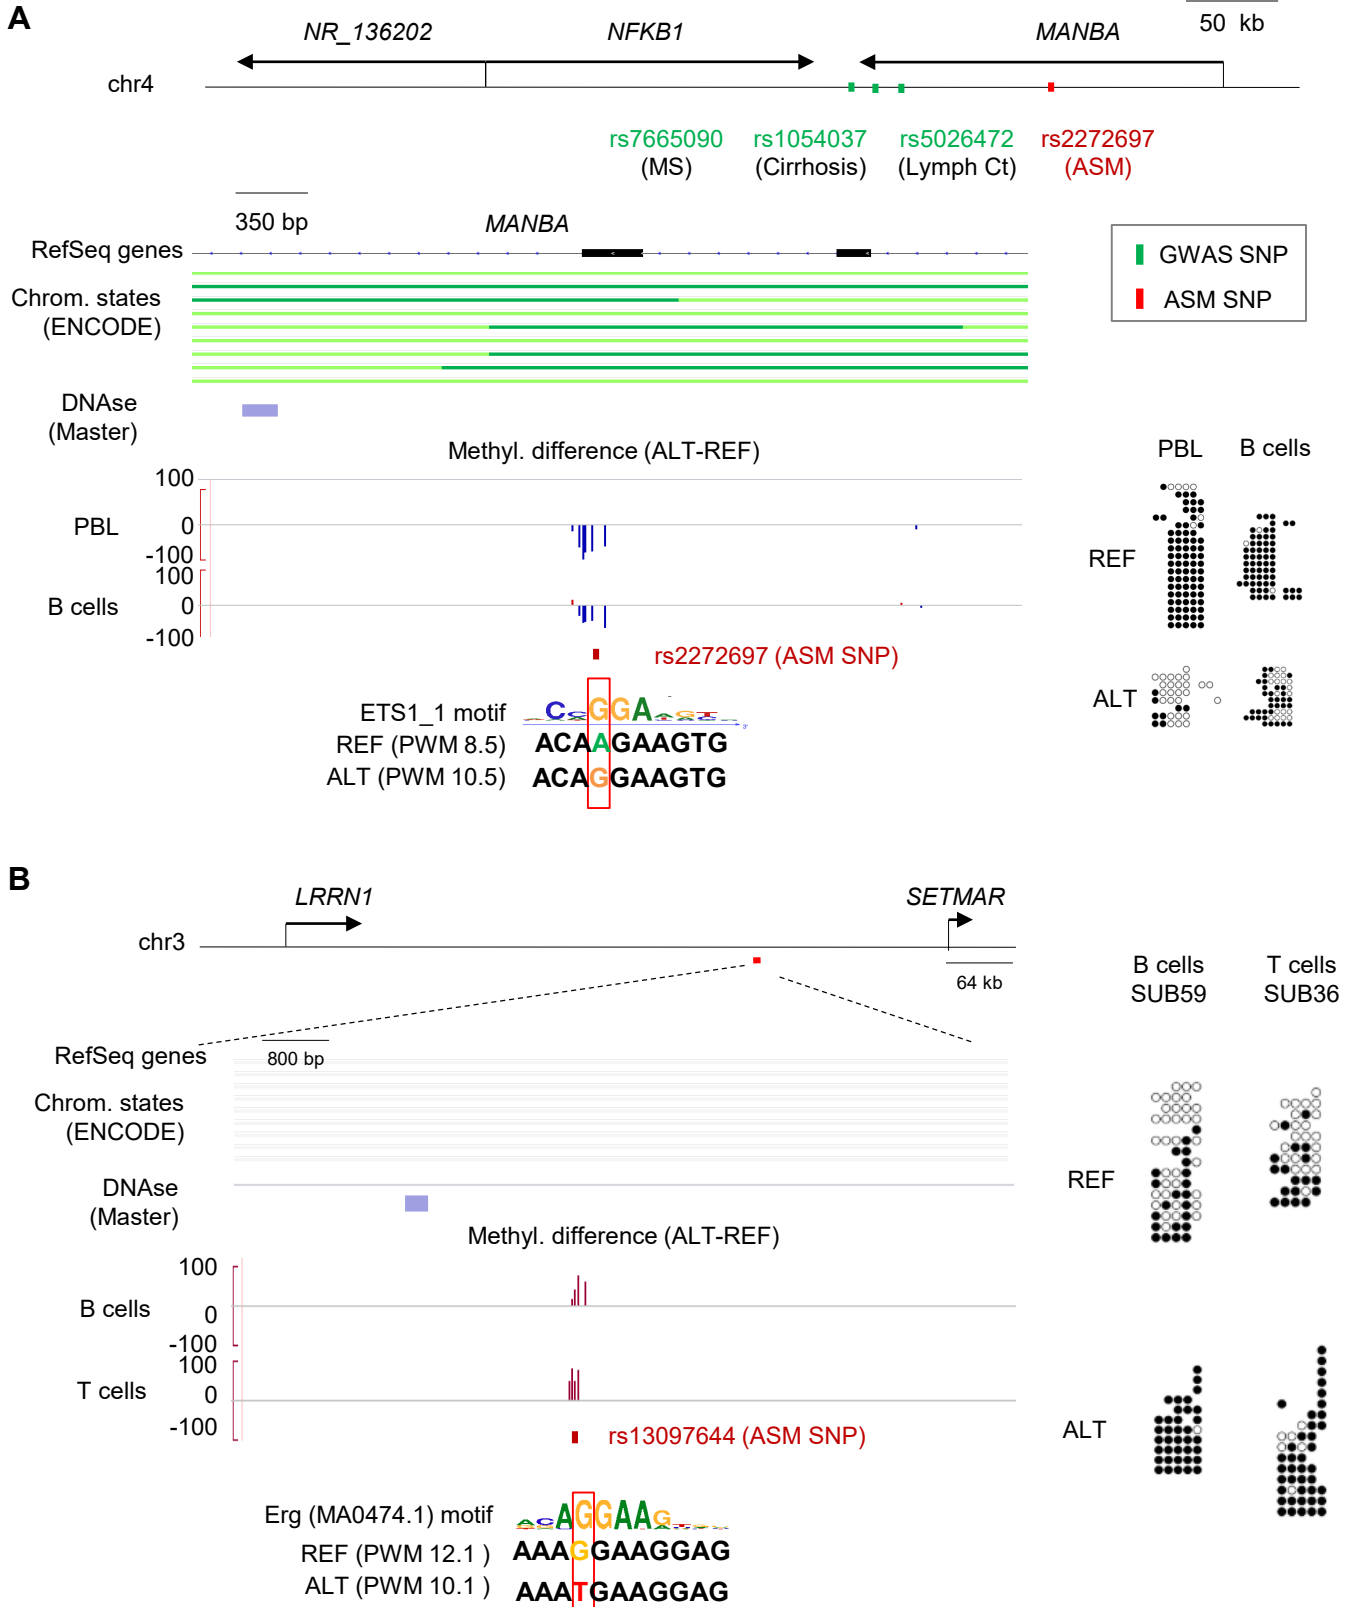 A
50 kb
NR_136202 NFKB1 MANBA
chr4
rs7665090 rs1054037 rs5026472 rs2272697
(MS) (Cirrhosis) (Lymph Ct) (ASM)
350 bp
MANBA
RefSeq genes
GWAS SNP
ASM SNP
Chrom. states
(ENCODE)
DNAse
(Master)
Methyl. difference (ALT-REF)
PBL B cells
100
PBL 0
-100
100
B cells 0
-100
REF
ALT
rs2272697 (ASM SNP)
ETS1_1 motif
3'
REF (PWM 8.5) ACAAGAAGTG
ALT (PWM 10.5) ACAGGAAGTG
B
LRRN1 SETMAR
chr3
64 kb
B cells T cells
SUB59 SUB36
800 bp
RefSeq genes
Chrom. states
(ENCODE)
DNAse
(Master)
REF
Methyl. difference (ALT-REF)
100
B cells 0
-100
100
T cells 0
-100
ALT
rs13097644 (ASM SNP)
Erg (MA0474.1) motif
REF (PWM 12.1 ) AAAGGAAGGAG
ALT (PWM 10.1 ) AAATGAAGGAG